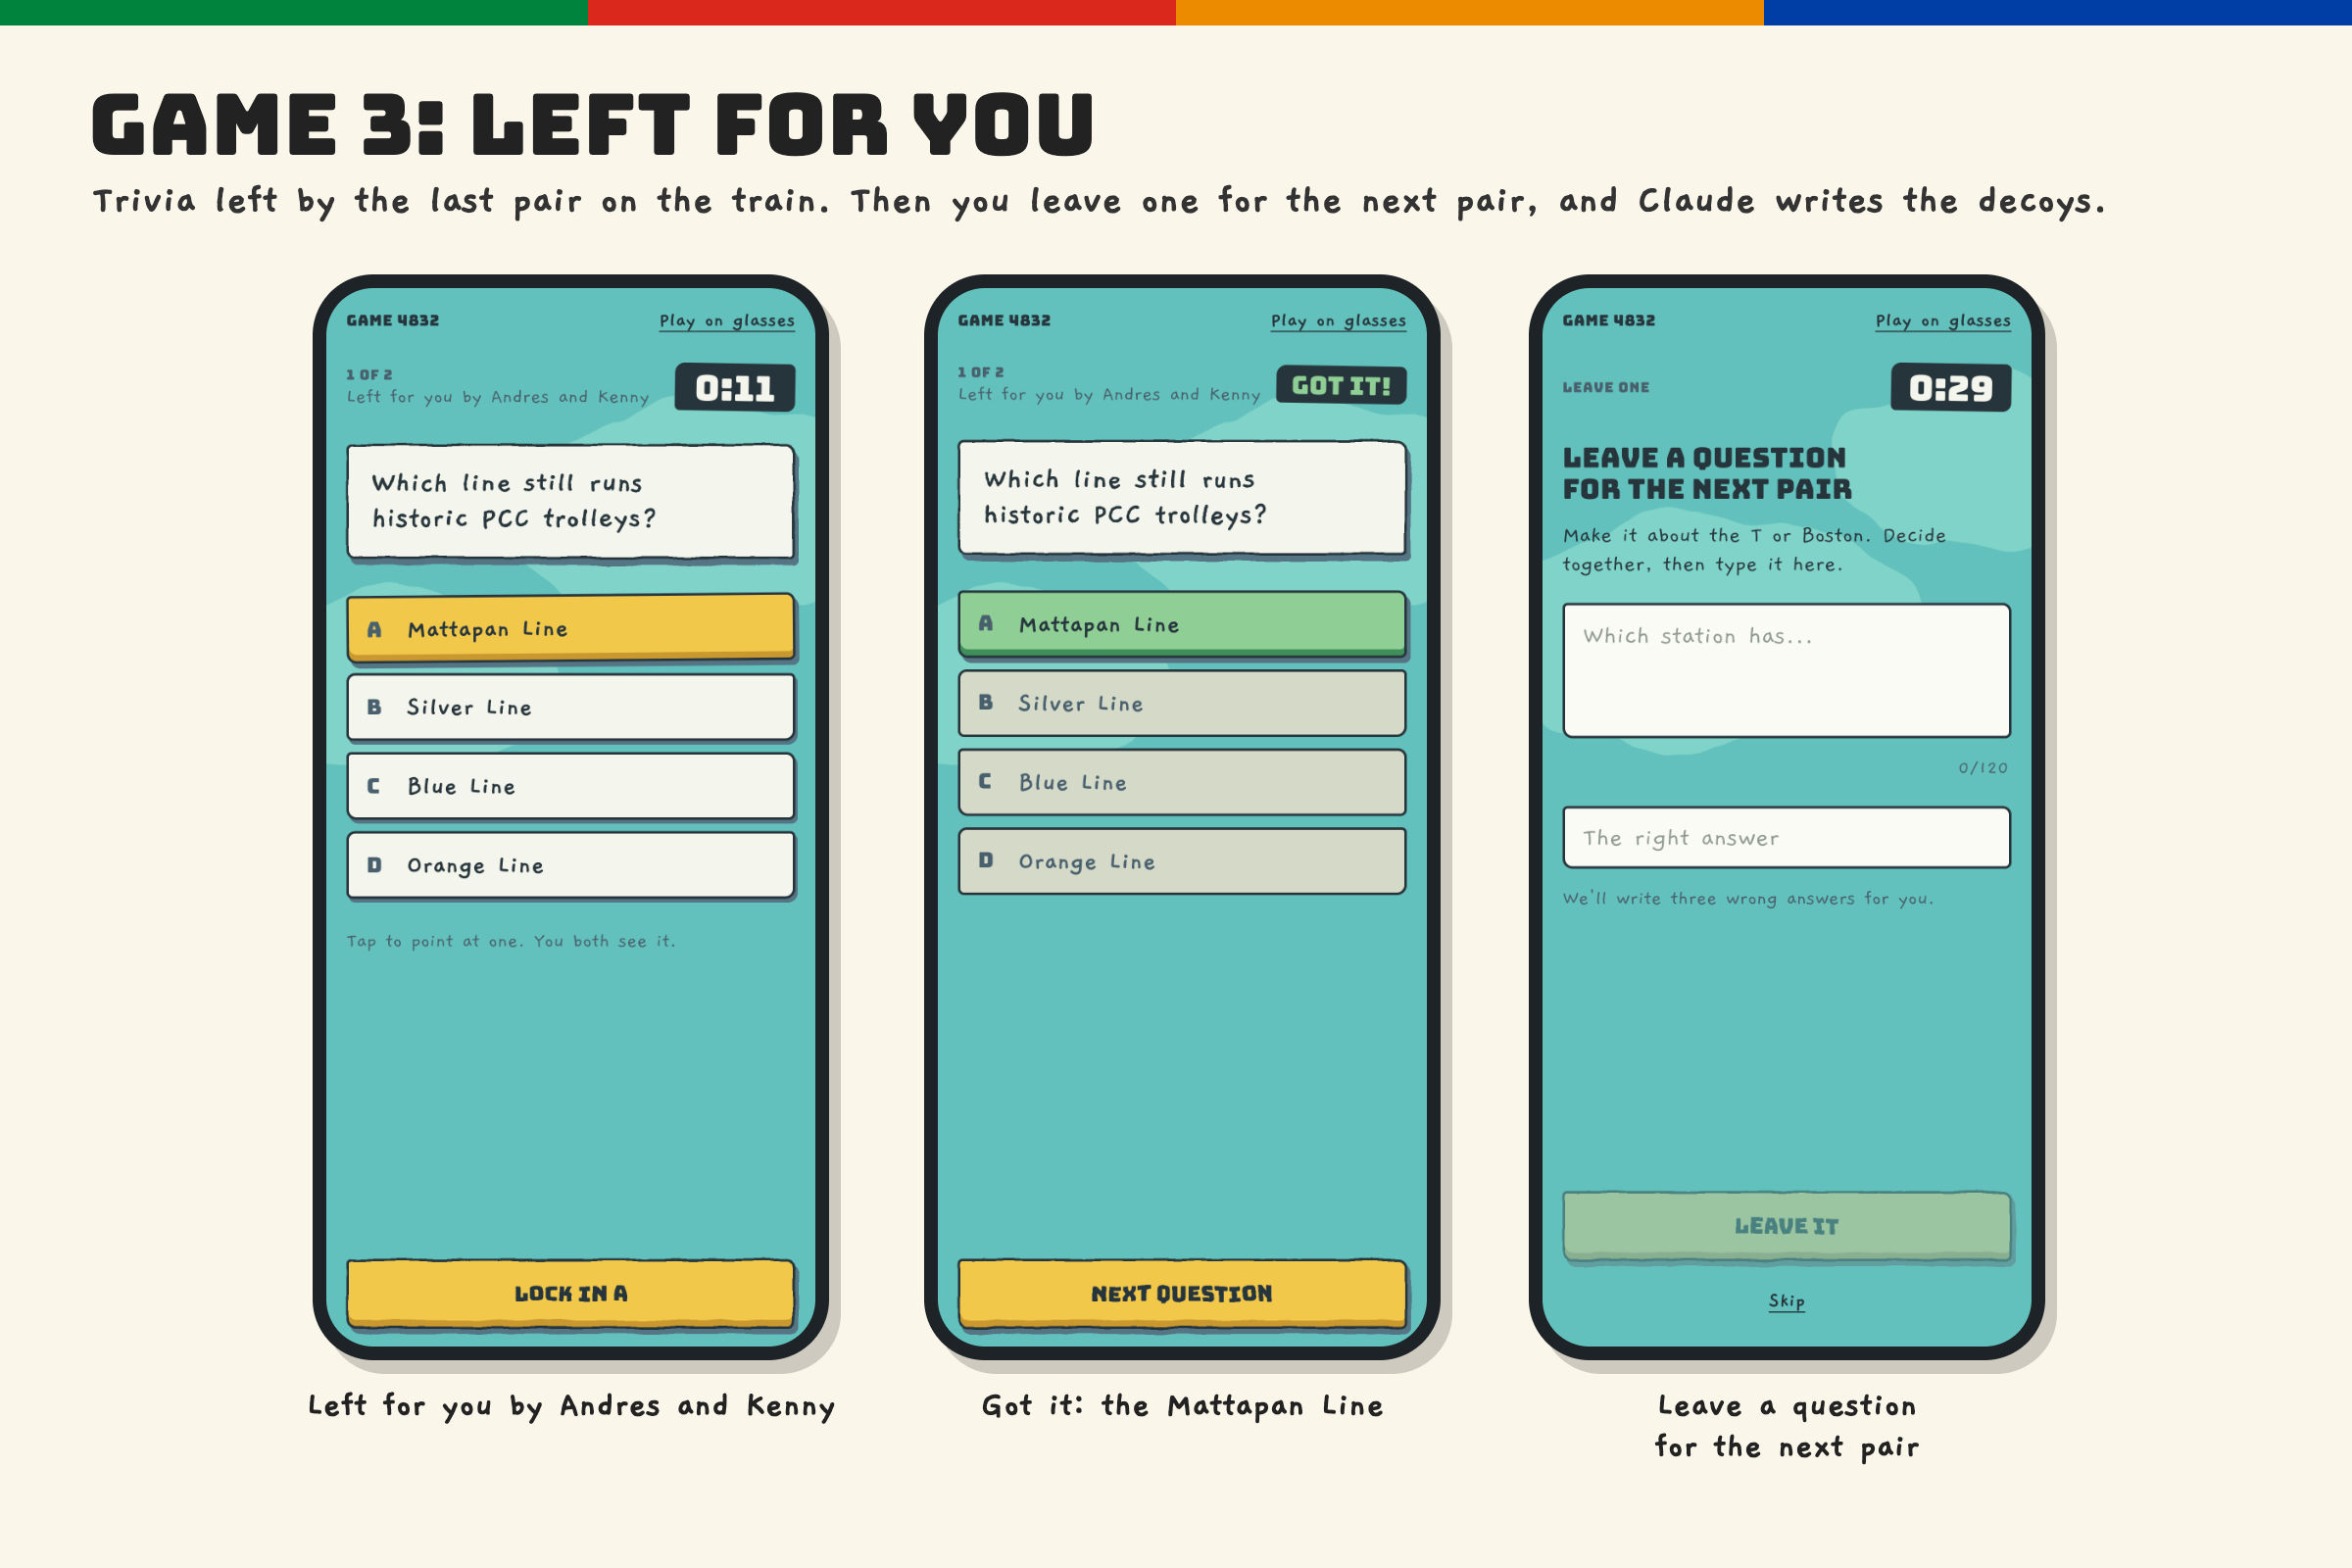 GAME 3: LEFT FOR YOU
Trivia left by the last pair on the train. Then you leave one for the next pair, and Claude writes the decoys.
GAME 4832
Play on glasses
1 OF 2
Left for you by Andres and Kenny
0:11
Which line still runs
historic PCC trolleys?
A Mattapan Line
B Silver Line
C Blue Line
D Orange Line
Tap to point at one. You both see it.
LOCK IN A
Left for you by Andres and Kenny
GAME 4832
Play on glasses
1 OF 2
Left for you by Andres and Kenny
GOT IT!
Which line still runs
historic PCC trolleys?
A Mattapan Line
B Silver Line
C Blue Line
D Orange Line
NEXT QUESTION
Got it: the Mattapan Line
GAME 4832
Play on glasses
LEAVE ONE
0:29
LEAVE A QUESTION
FOR THE NEXT PAIR
Make it about the T or Boston. Decide
together, then type it here.
Which station has...
0/120
The right answer
We'll write three wrong answers for you.
LEAVE IT
Skip
Leave a question
for the next pair